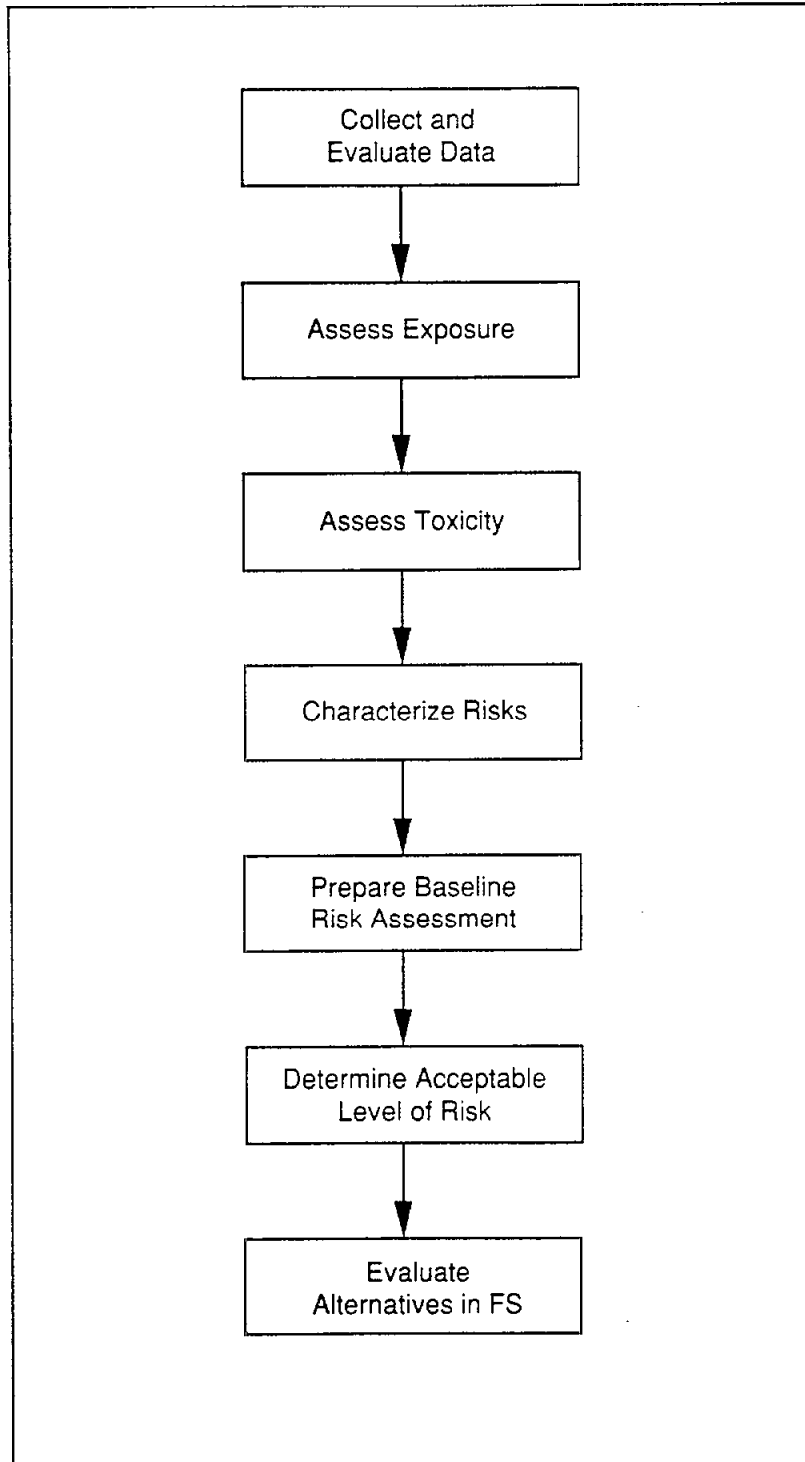 Collect and
Evaluate Data
Assess Exposure
Assess Toxicity
Characterize Risks
Prepare Baseline
Risk Assessment
Determine Acceptable
Level of Risk
Evaluate
Alternatives in FS